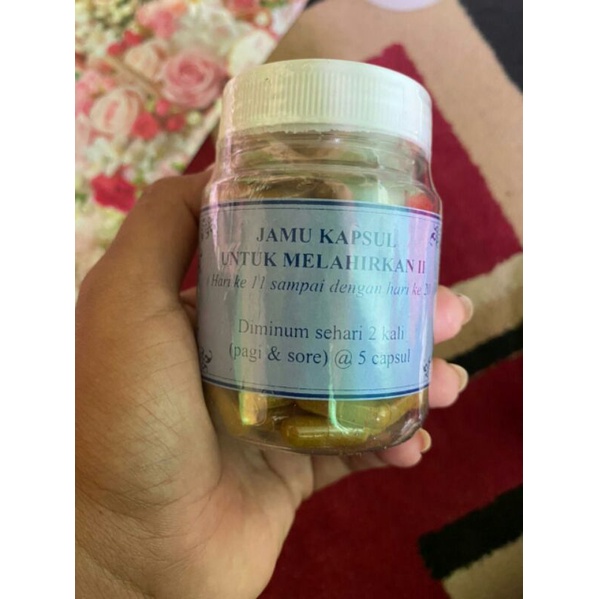 JAMU KAPSUL
UNTUK MELAHIRKAN II
Hari ke 11 sampai dengan hari ke
Diminum sehari 2 kali
(pagi & sore) @ 5 capsul